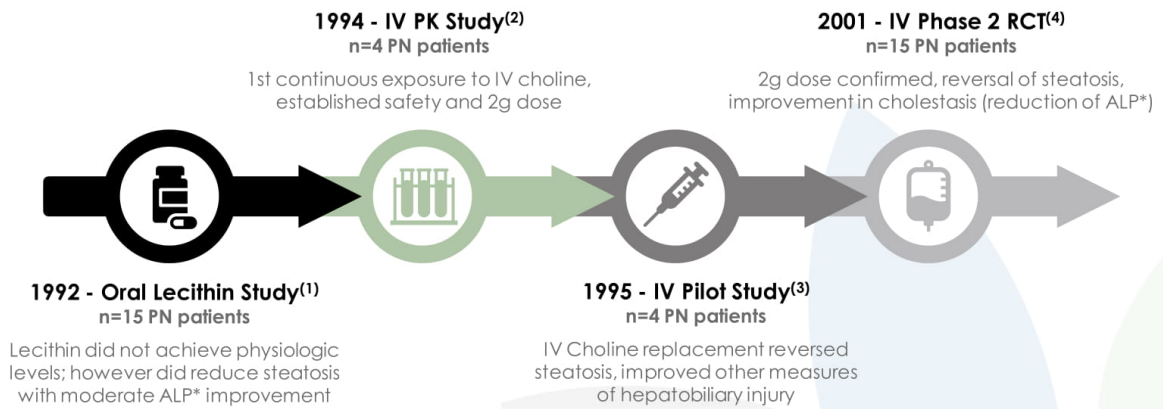 1994 - IV PK Study(2)
n=4 PN patients
1st continuous exposure to IV choline,
established safety and 2g dose
2001 - IV Phase 2 RCT(4)
n=15 PN patients
2g dose confirmed, reversal of steatosis,
improvement in cholestasis (reduction of ALP*)
1992 - Oral Lecithin Study(1)
n=15 PN patients
Lecithin did not achieve physiologic
levels; however did reduce steatosis
with moderate ALP* improvement
1995 - IV Pilot Study(3)
n=4 PN patients
IV Choline replacement reversed
steatosis, improved other measures
of hepatobiliary injury